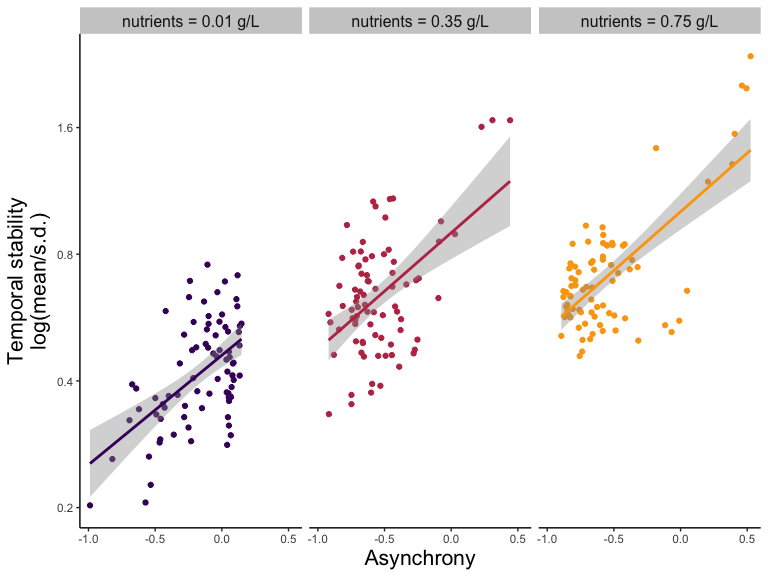 nutrients = 0.01 g/L
nutrients = 0.35 g/L
nutrients = 0.75 g/L
Temporal stability
log(mean/s.d.)
1.6
0.8
0.4
0.2
-1.0 -0.5 0.0 0.5
-1.0 -0.5 0.0 0.5
-1.0 -0.5 0.0 0.5
Asynchrony